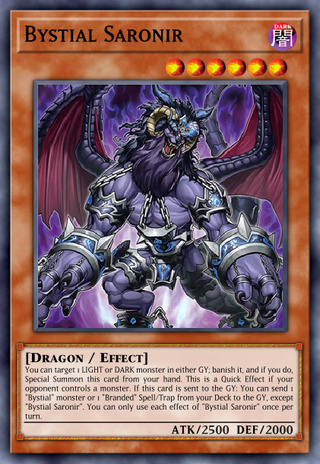 Bystial Saronir
DARK
闇
[Dragon / Effect]
You can target 1 LIGHT or DARK monster in either GY; banish it, and if you do,
Special Summon this card from your hand. This is a Quick Effect if your
opponent controls a monster. If this card is sent to the GY: You can send 1
"Bystial" monster or 1 "Branded" Spell/Trap from your Deck to the GY, except
"Bystial Saronir". You can only use each effect of "Bystial Saronir" once per
turn.
ATK/2500 DEF/2000